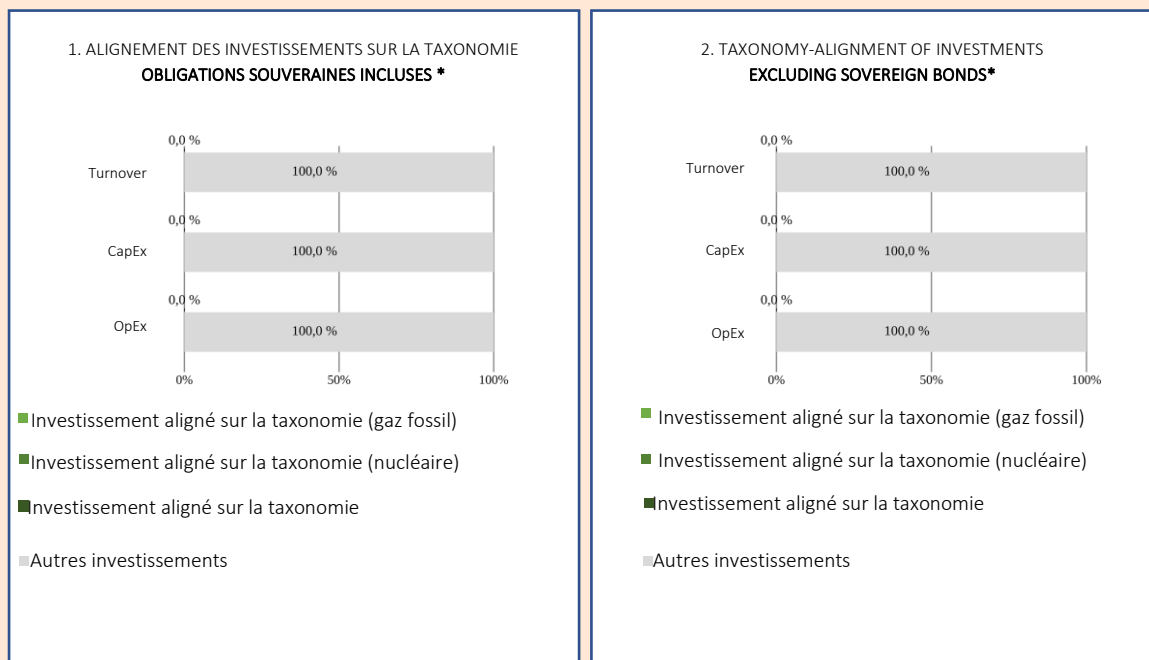 1. ALIGNEMENT DES INVESTISSEMENTS SUR LA TAXONOMIE
OBLIGATIONS SOUVERAINES INCLUSES *
0,0 %
Turnover
100,0 %
0,0 %
CapEx
100,0 %
0,0 %
OpEx
100,0 %
0%
50%
100%
Investissement aligné sur la taxonomie (gaz fossil)
Investissement aligné sur la taxonomie (nucléaire)
Investissement aligné sur la taxonomie
Autres investissements
2. TAXONOMY-ALIGNMENT OF INVESTMENTS
EXCLUDING SOVEREIGN BONDS*
0,0 %
Turnover
100,0 %
0,0 %
CapEx
100,0 %
0,0 %
OpEx
100,0 %
0%
50%
100%
Investissement aligné sur la taxonomie (gaz fossil)
Investissement aligné sur la taxonomie (nucléaire)
Investissement aligné sur la taxonomie
Autres investissements